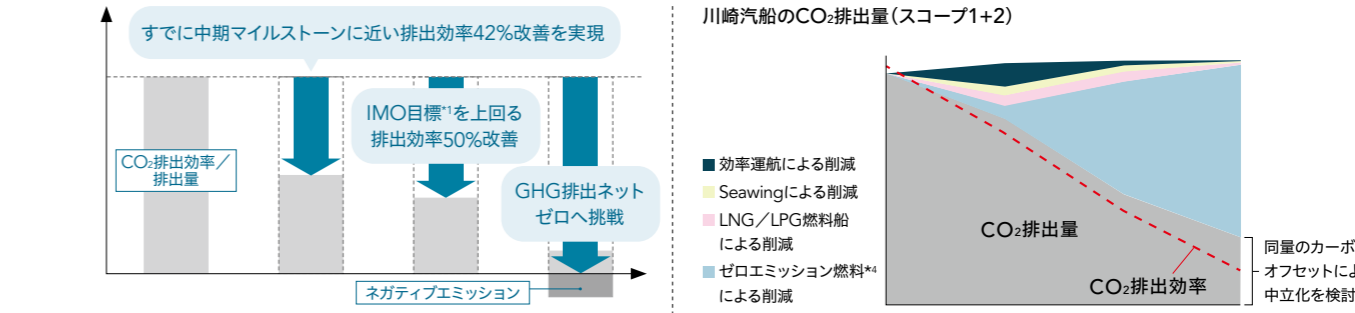 すでに中期マイルストーンに近い排出効率42%改善を実現
IMO目標*1を上回る
排出効率50%改善
CO2排出効率／
排出量
GHG排出ネット
ゼロへ挑戦
ネガティブエミッション
川崎汽船のCO2排出量（スコープ1+2）
効率運航による削減
Seawingによる削減
LNG／LPG燃料船
による削減
ゼロエミッション燃料*4
による削減
CO2排出量
CO2排出効率
同量のカーボ
オフセットによ
中立化を検討